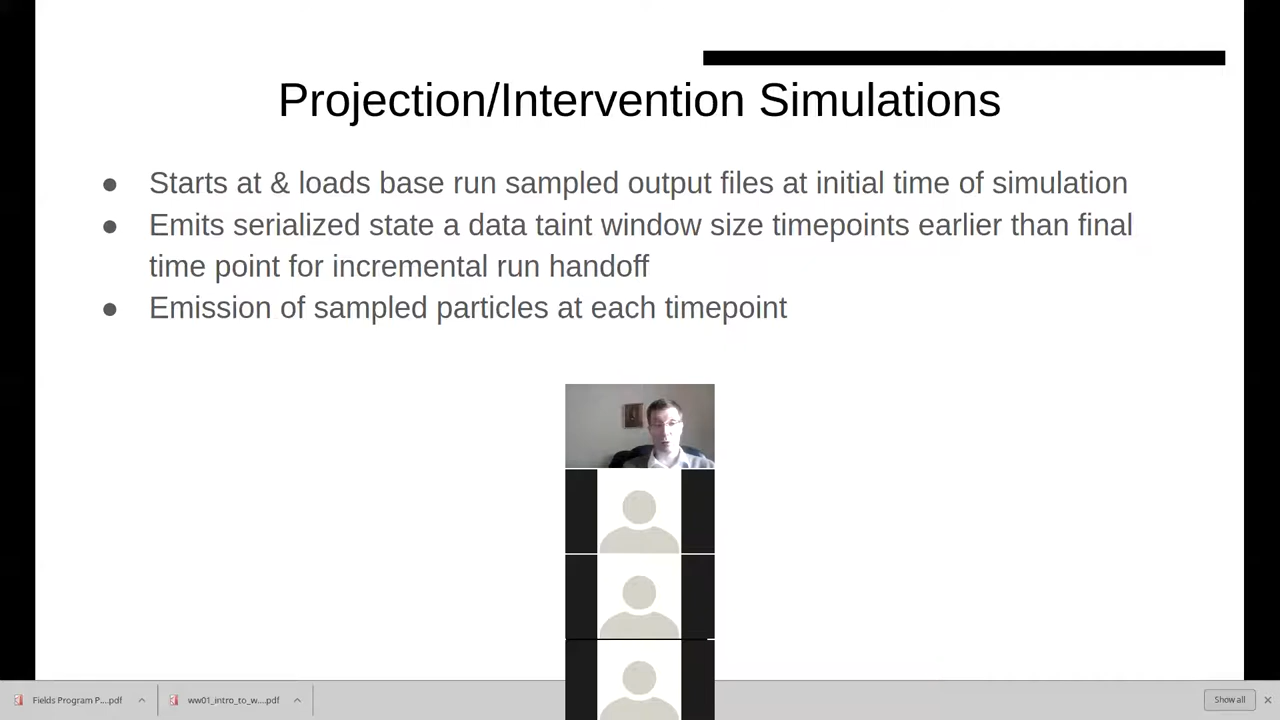 Projection/Intervention Simulations
● Starts at & loads base run sampled output files at initial time of simulation
● Emits serialized state a data taint window size timepoints earlier than final
time point for incremental run handoff
● Emission of sampled particles at each timepoint
Fields Program P....pdf
ww01_intro_to_w....pdf
Show all